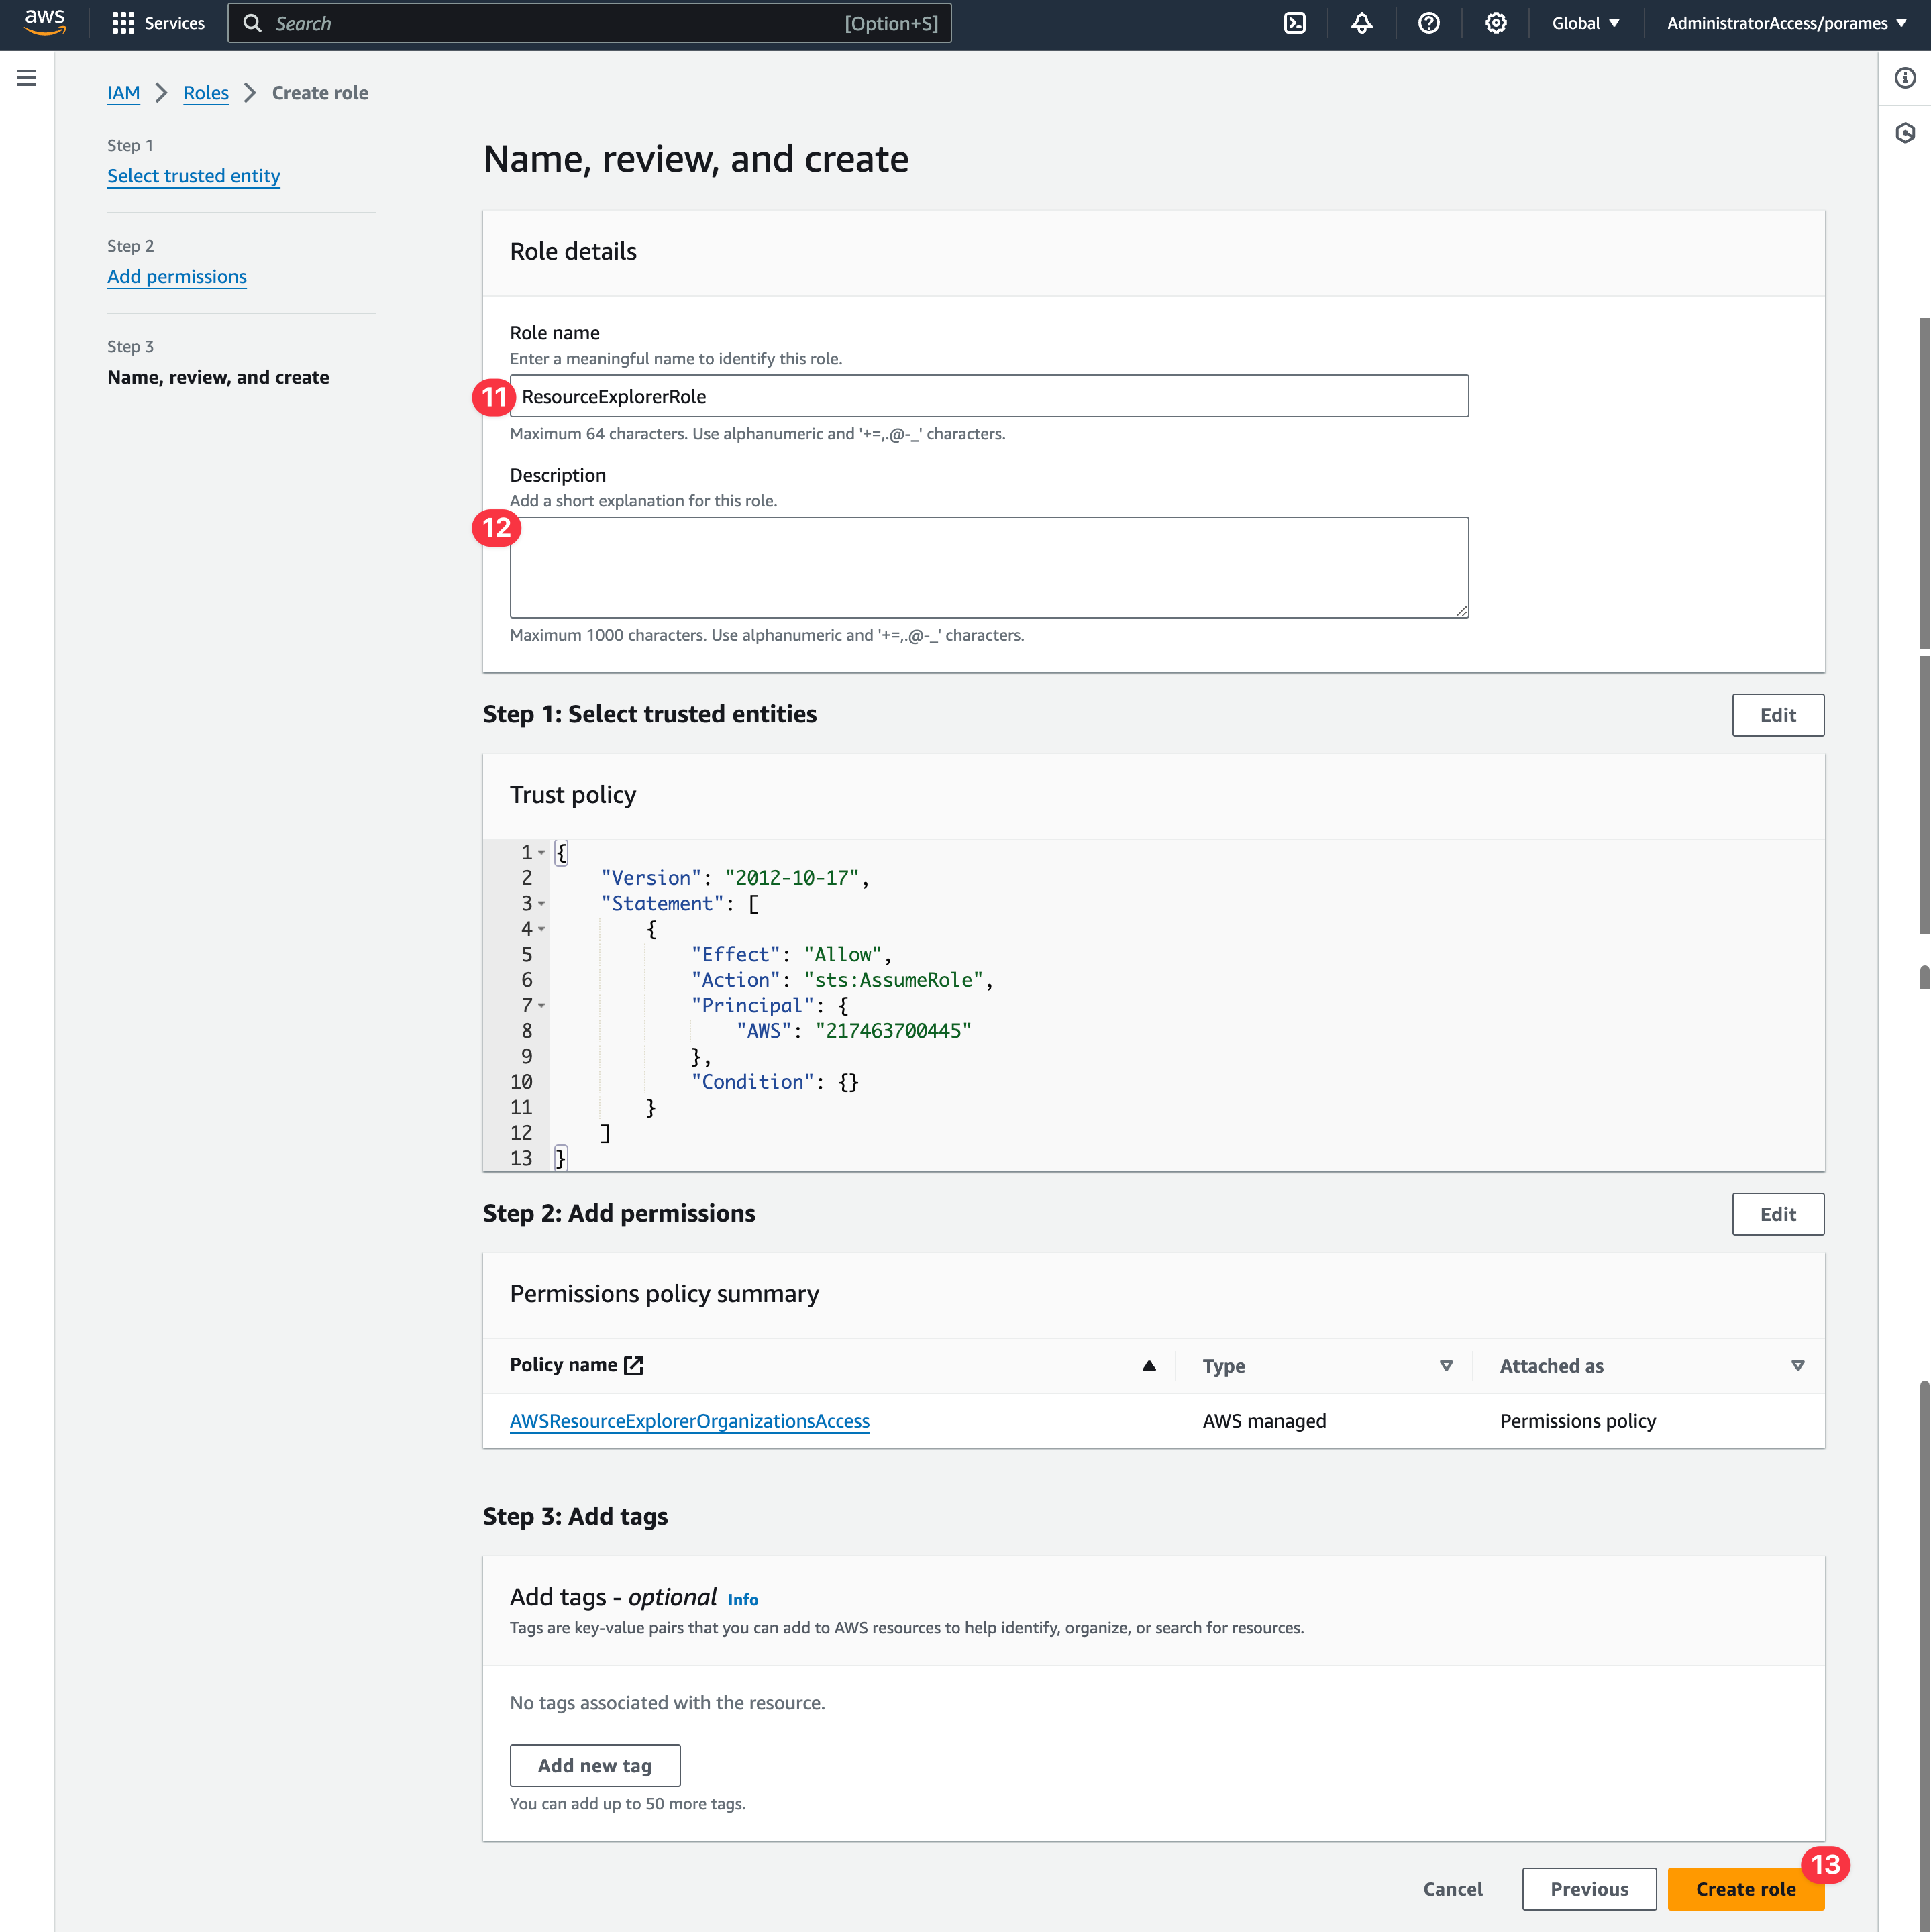 aws
Services
Search
[Option+S]
Global
AdministratorAccess/porames
IAM
Roles
Create role
Step 1
Select trusted entity
Step 2
Add permissions
Step 3
Name, review, and create
Name, review, and create
Role details
Role name
Enter a meaningful name to identify this role.
11
ResourceExplorerRole
Maximum 64 characters. Use alphanumeric and '+=,.@-_' characters.
Description
Add a short explanation for this role.
12
Maximum 1000 characters. Use alphanumeric and '+=,.@-_' characters.
Step 1: Select trusted entities
Edit
Trust policy
1 {
2 "Version": "2012-10-17",
3 "Statement": [
4 {
5 "Effect": "Allow",
6 "Action": "sts:AssumeRole",
7 "Principal": {
8 "AWS": "217463700445"
9 },
10 "Condition": {}
11 }
12 ]
13 }
Step 2: Add permissions
Edit
Permissions policy summary
Policy name
Type
Attached as
AWSResourceExplorerOrganizationsAccess
AWS managed
Permissions policy
Step 3: Add tags
Add tags - optional Info
Tags are key-value pairs that you can add to AWS resources to help identify, organize, or search for resources.
No tags associated with the resource.
Add new tag
You can add up to 50 more tags.
13
Cancel
Previous
Create role